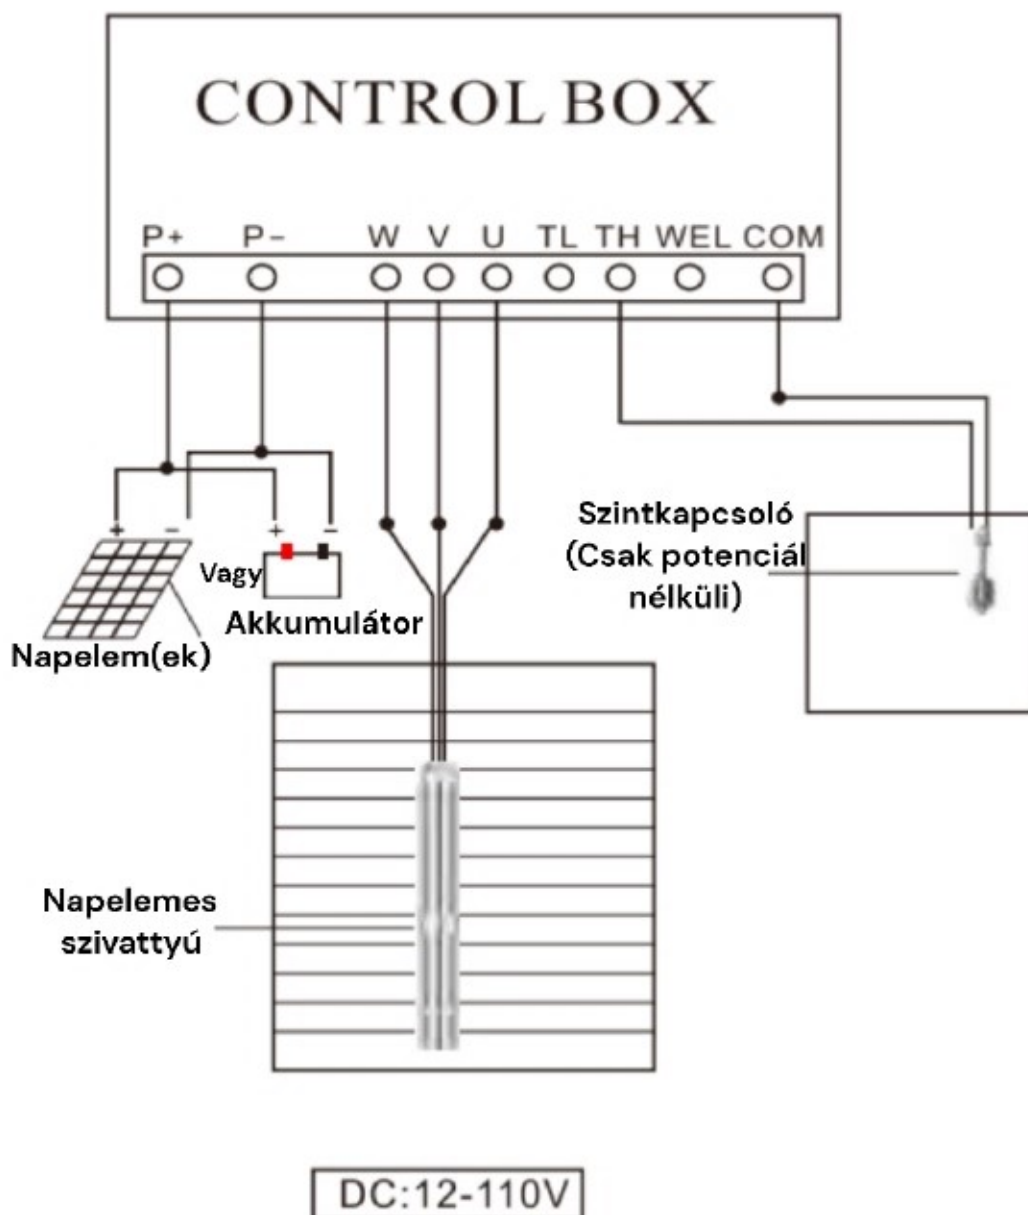 CONTROL BOX
P+ P- W V U TL TH WEL COM
+ - + -
Vagy
Akkumulátor
Napelem(ek)
Szintkapcsoló
(Csak potenciál
nélküli)
Napelemes
szivattyú
DC:12-110V